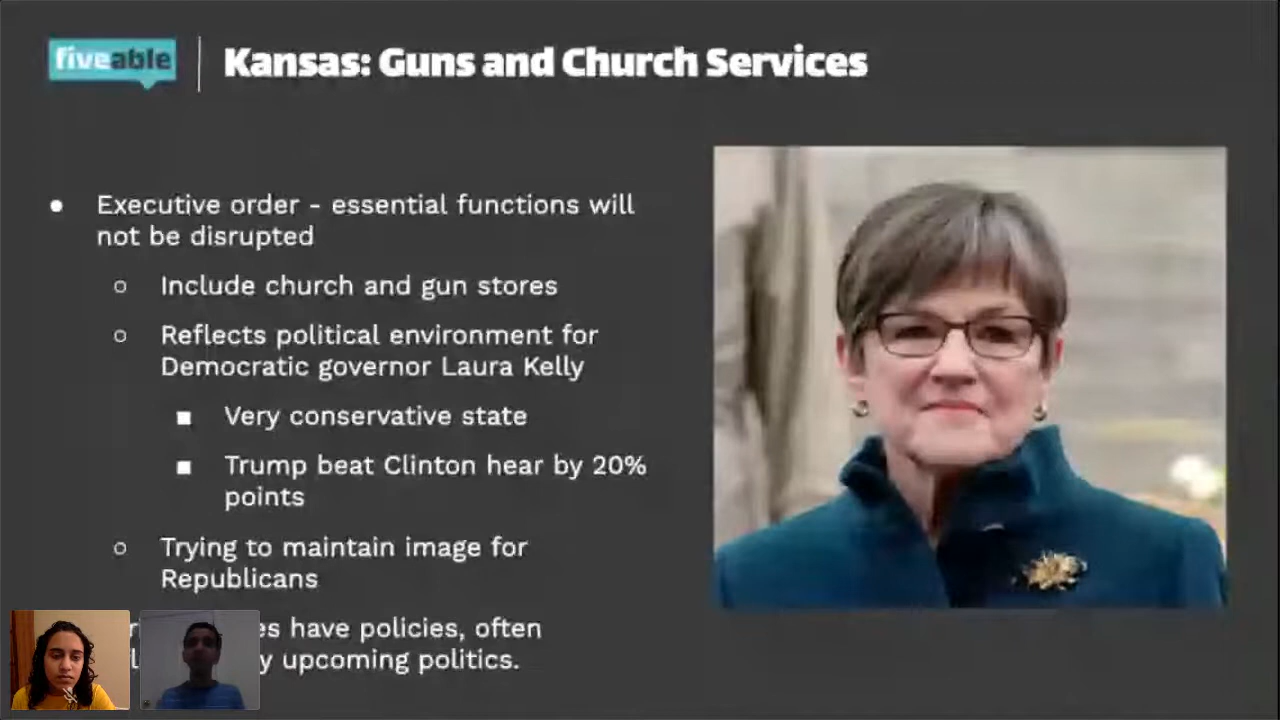 fiveable
Kansas: Guns and Church Services
Executive order - essential functions will
not be disrupted
Include church and gun stores
Reflects political environment for
Democratic governor Laura Kelly
Very conservative state
Trump beat Clinton hear by 20%
points
Trying to maintain image for
Republicans
have policies, often
upcoming politics.